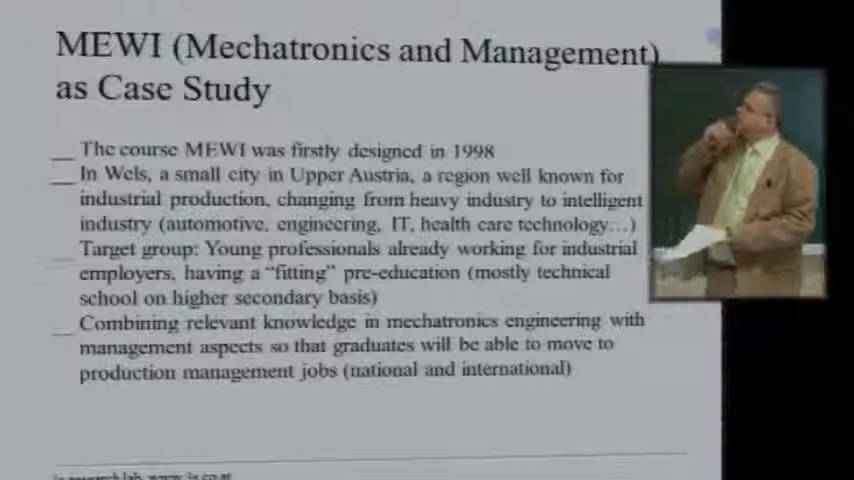 MEWI (Mechatronics and Management)
as Case Study
The course MEWI was firstly designed in 1998
In Wels, a small city in Upper Austria, a region well known for
industrial production, changing from heavy industry to intelligent
industry (automotive, engineering, IT, health care technology…)
Target group: Young professionals already working for industrial
employers, having a “fitting” pre-education (mostly technical
school on higher secondary basis)
Combining relevant knowledge in mechatronics engineering with
management aspects so that graduates will be able to move to
production management jobs (national and international)